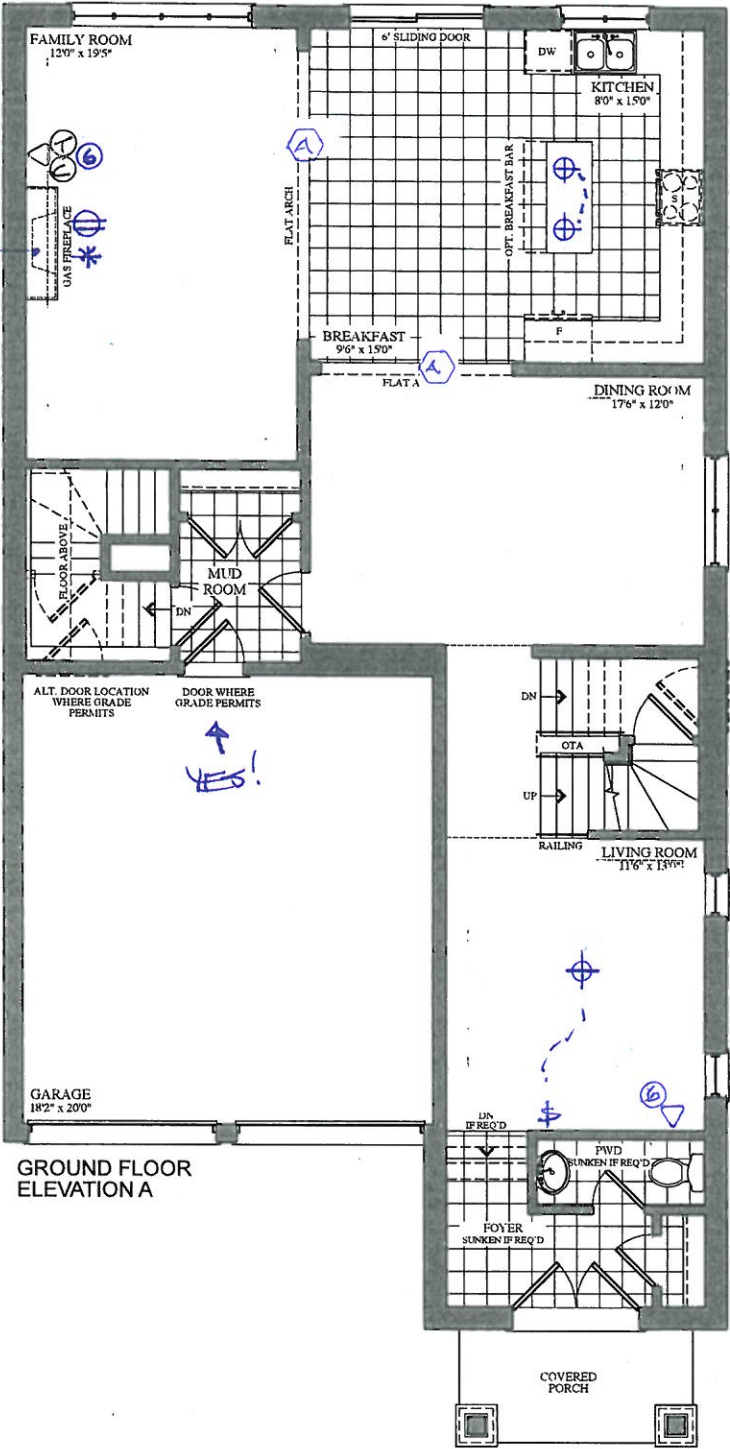 FAMILY ROOM
12'0" x 19'5"
6' SLIDING DOOR
DW
KITCHEN
8'0" x 15'0"
T
V
6
A
FLAT ARCH
GAS FIREPLACE
OPT. BREAKFAST BAR
S
BREAKFAST
9'6" x 15'0"
F
FLAT A
A
DINING ROOM
17'6" x 12'0"
FLOOR ABOVE
MUD
ROOM
DN
ALT. DOOR LOCATION
WHERE GRADE
PERMITS
DOOR WHERE
GRADE PERMITS
YES!
DN
OTA
UP
RAILING
LIVING ROOM
11'6" x 13'0"
GARAGE
18'2" x 20'0"
6
$
DN
IF REQ'D
PWD
SUNKEN IF REQ'D
GROUND FLOOR
ELEVATION A
FOYER
SUNKEN IF REQ'D
COVERED
PORCH